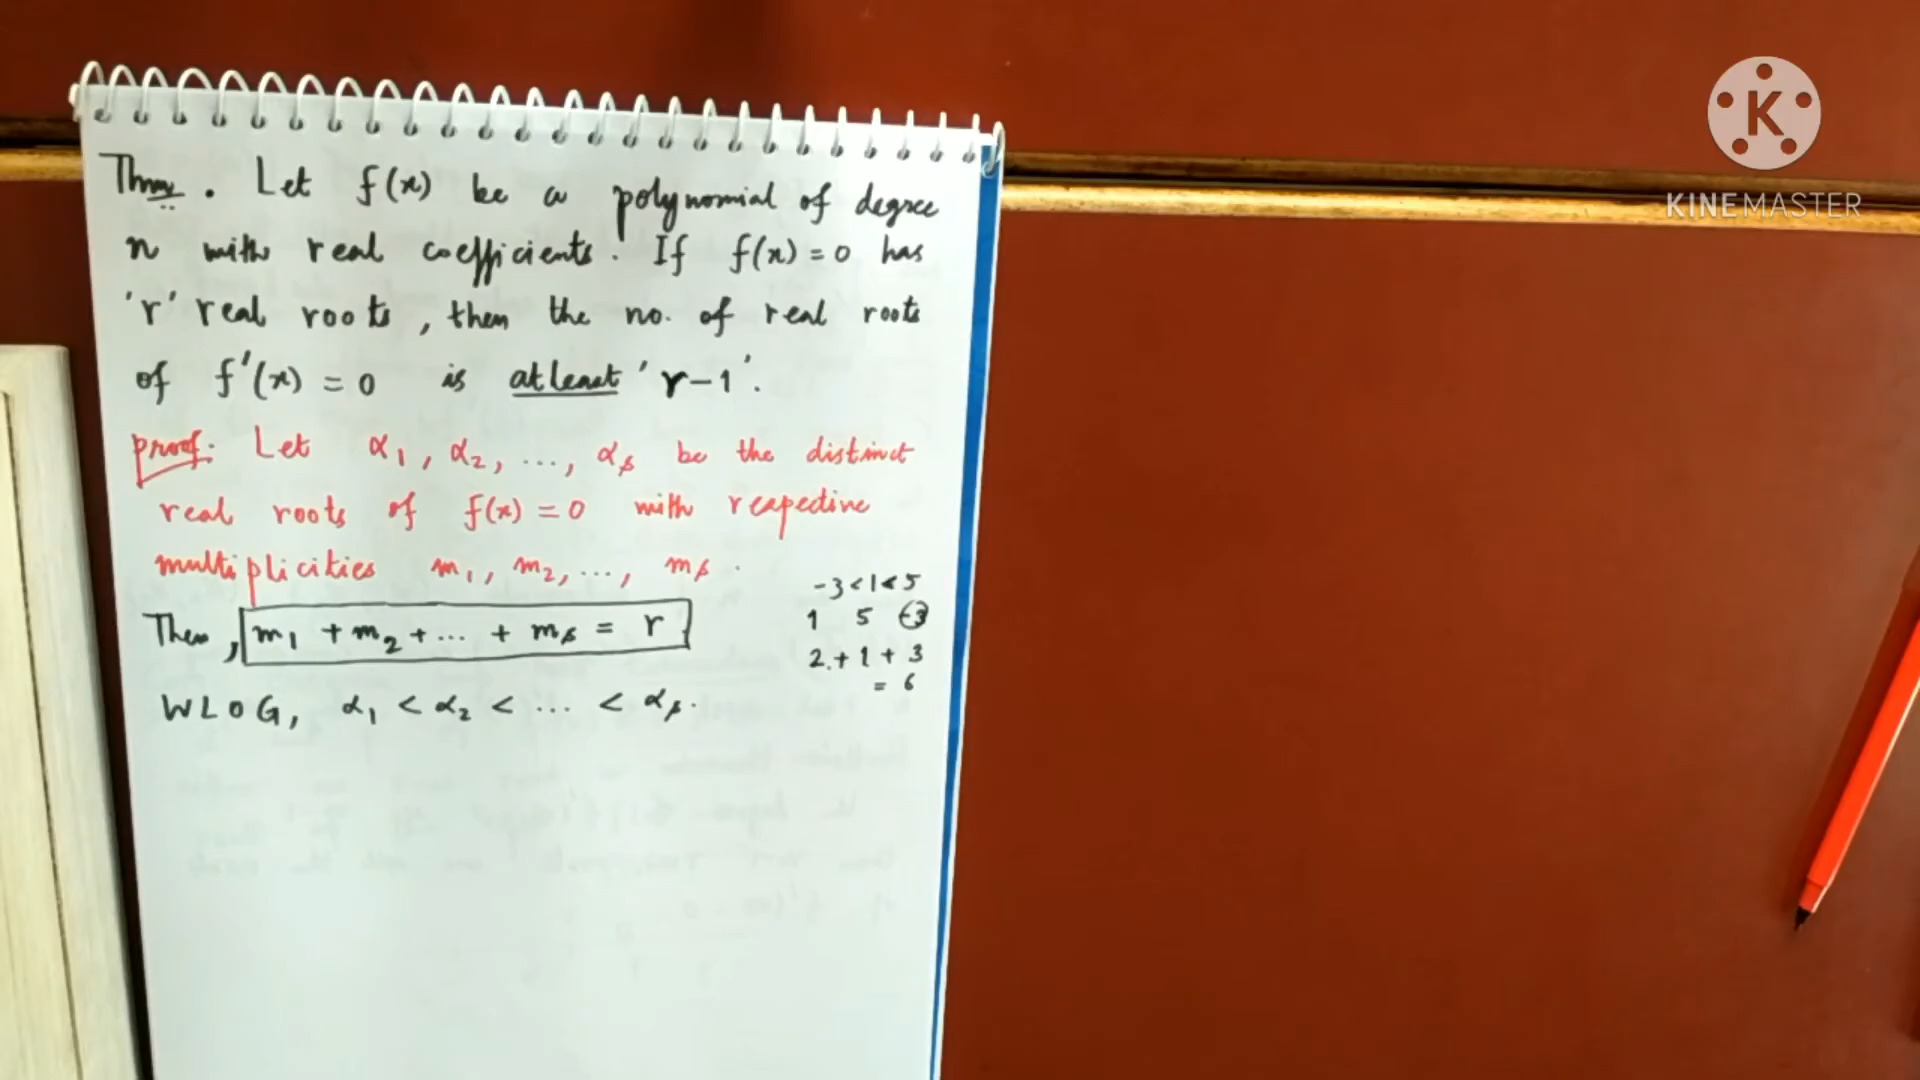 Thm. Let f(x) be a polynomial of degree
n with real coefficients. If f(x) = 0 has
'r' real roots, then the no. of real roots
of f'(x) = 0 is atleast 'r-1'.
proof: Let α₁, α₂, ..., αₛ be the distinct
real roots of f(x) = 0 with respective
multiplicities m₁, m₂, ..., mₛ.
Then, m₁ + m₂ + ... + mₛ = r
WLOG, α₁ < α₂ < ... < αₛ.
-3 < 1 < 5
1 5 -3
2 + 1 + 3
= 6
K
KINEMASTER